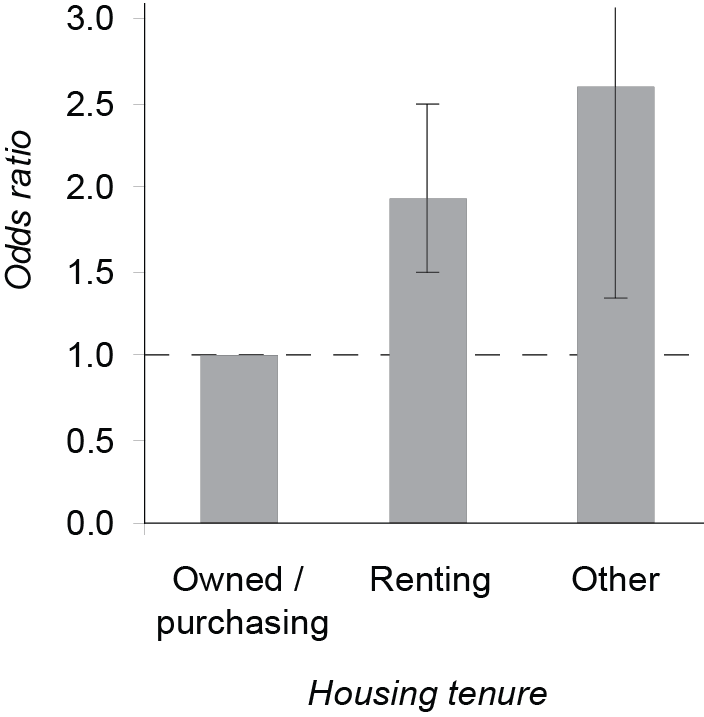 Odds ratio
3.0
2.5
2.0
1.5
1.0
0.5
0.0
Owned /
purchasing
Renting
Other
Housing tenure